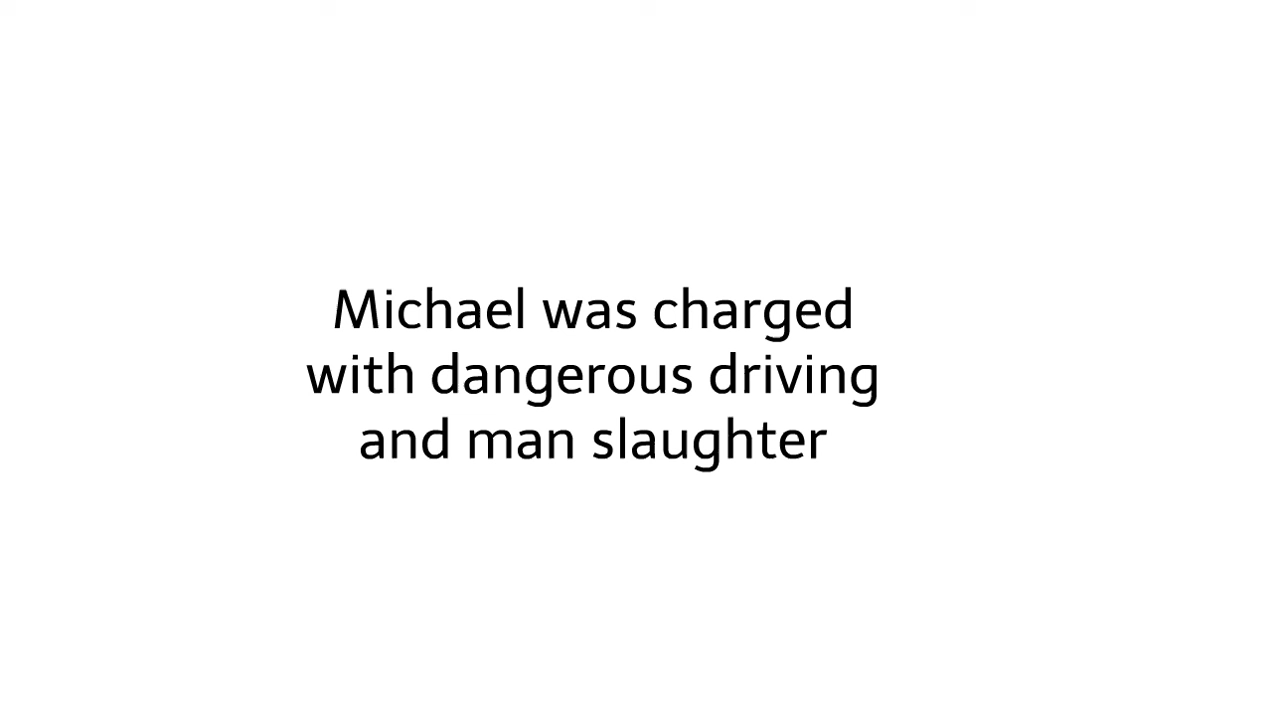 Michael was charged
with dangerous driving
and man slaughter